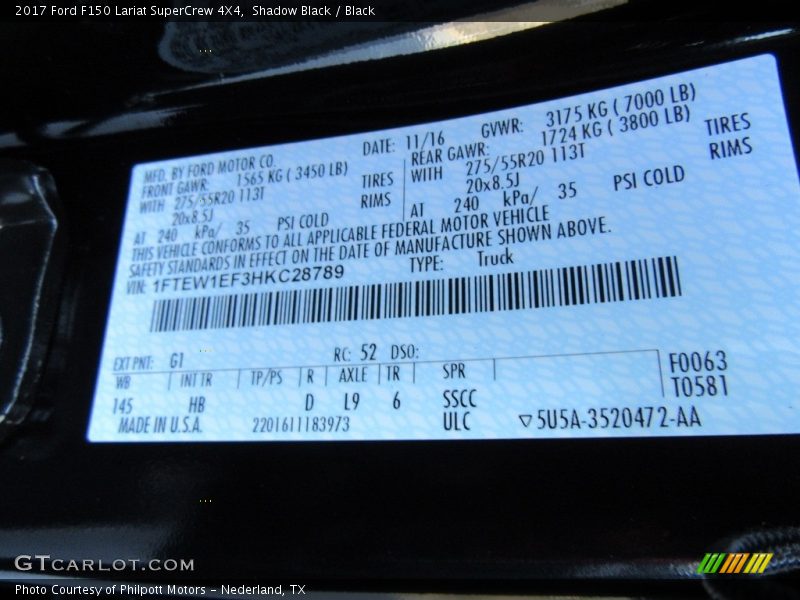 2017 Ford F150 Lariat SuperCrew 4X4, Shadow Black / Black
MFD. BY FORD MOTOR CO. DATE: 11/16 GVWR: 3175 KG ( 7000 LB)
FRONT GAWR: 1565 KG ( 3450 LB) REAR GAWR: 1724 KG ( 3800 LB)
WITH 275/55R20 113T TIRES WITH 275/55R20 113T TIRES
20x8.5J RIMS 20x8.5J RIMS
AT 240 kPa/ 35 PSI COLD AT 240 kPa/ 35 PSI COLD
THIS VEHICLE CONFORMS TO ALL APPLICABLE FEDERAL MOTOR VEHICLE
SAFETY STANDARDS IN EFFECT ON THE DATE OF MANUFACTURE SHOWN ABOVE.
VIN: 1FTEW1EF3HKC28789 TYPE: Truck
EXT PNT: G1 RC: 52 DSO: F0063
WB INT TR TP/PS R AXLE TR SPR T0581
145 HB D L9 6 SSCC
MADE IN U.S.A. 2201611183973 ULC ▽5U5A-3520472-AA
GTcarlot.com
Photo Courtesy of Philpott Motors - Nederland, TX